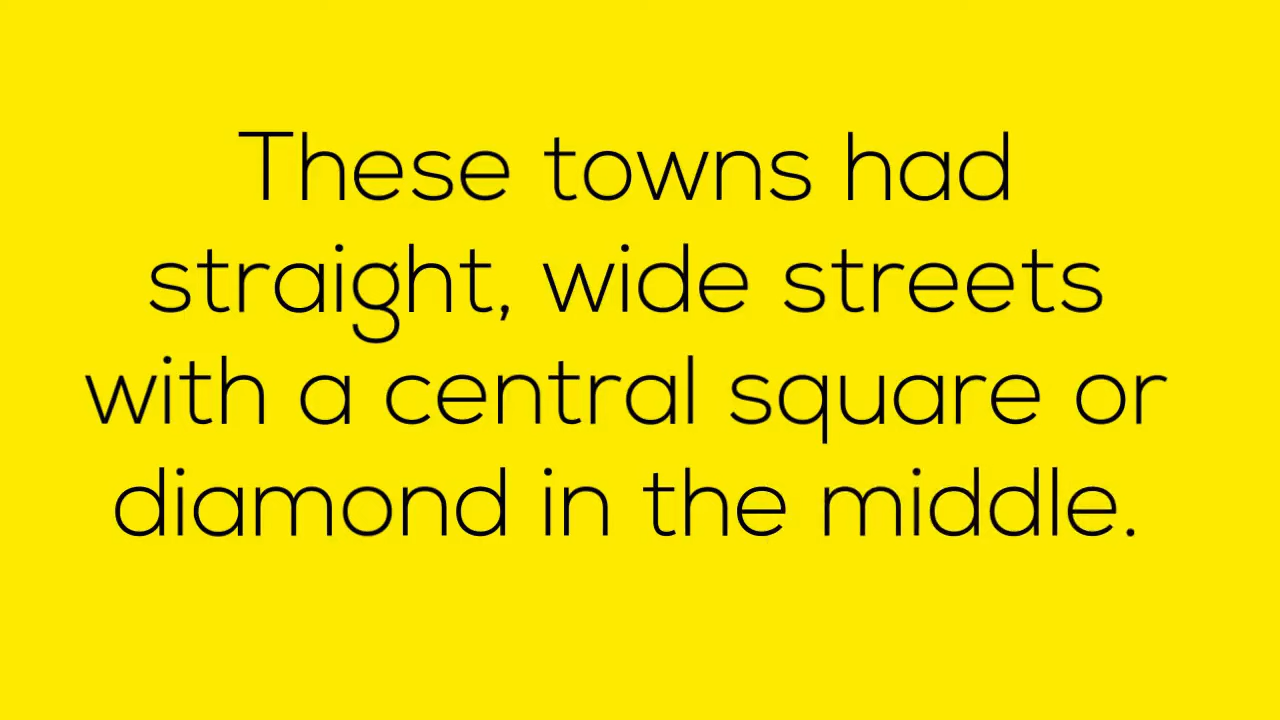 These towns had
straight, wide streets
with a central square or
diamond in the middle.